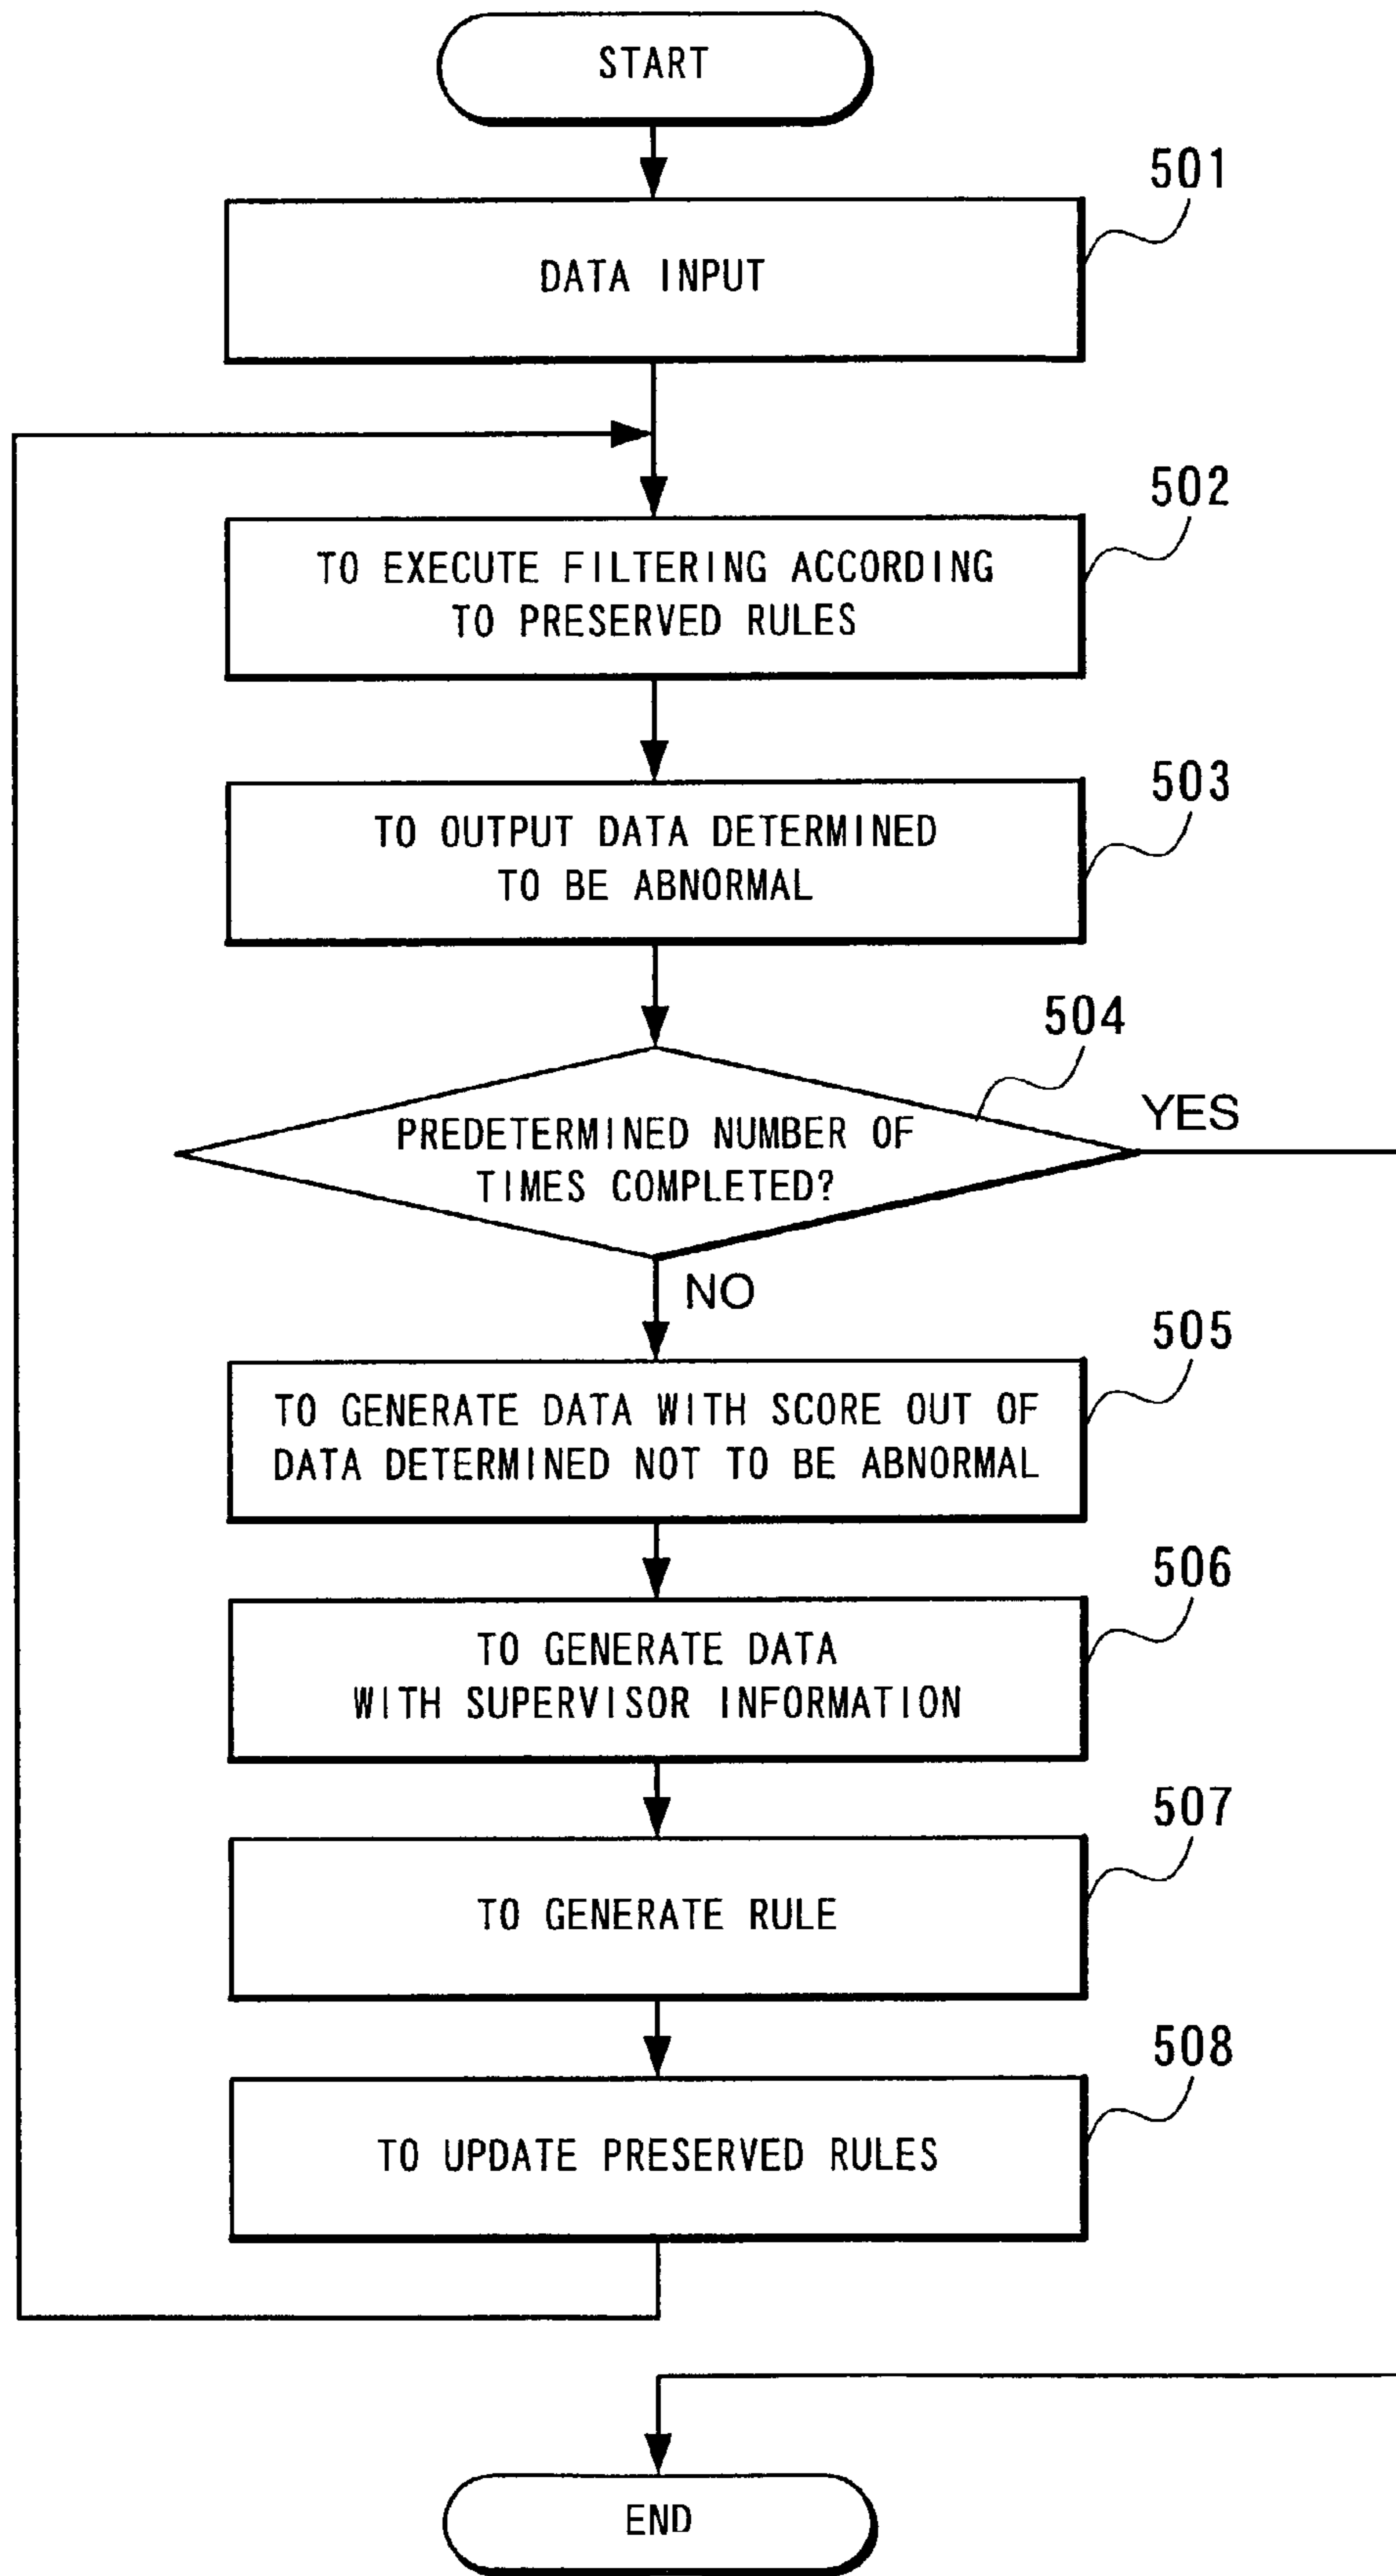 START
501
DATA INPUT
502
TO EXECUTE FILTERING ACCORDING
TO PRESERVED RULES
503
TO OUTPUT DATA DETERMINED
TO BE ABNORMAL
504
YES
PREDETERMINED NUMBER OF
TIMES COMPLETED?
NO
505
TO GENERATE DATA WITH SCORE OUT OF
DATA DETERMINED NOT TO BE ABNORMAL
506
TO GENERATE DATA
WITH SUPERVISOR INFORMATION
507
TO GENERATE RULE
508
TO UPDATE PRESERVED RULES
END